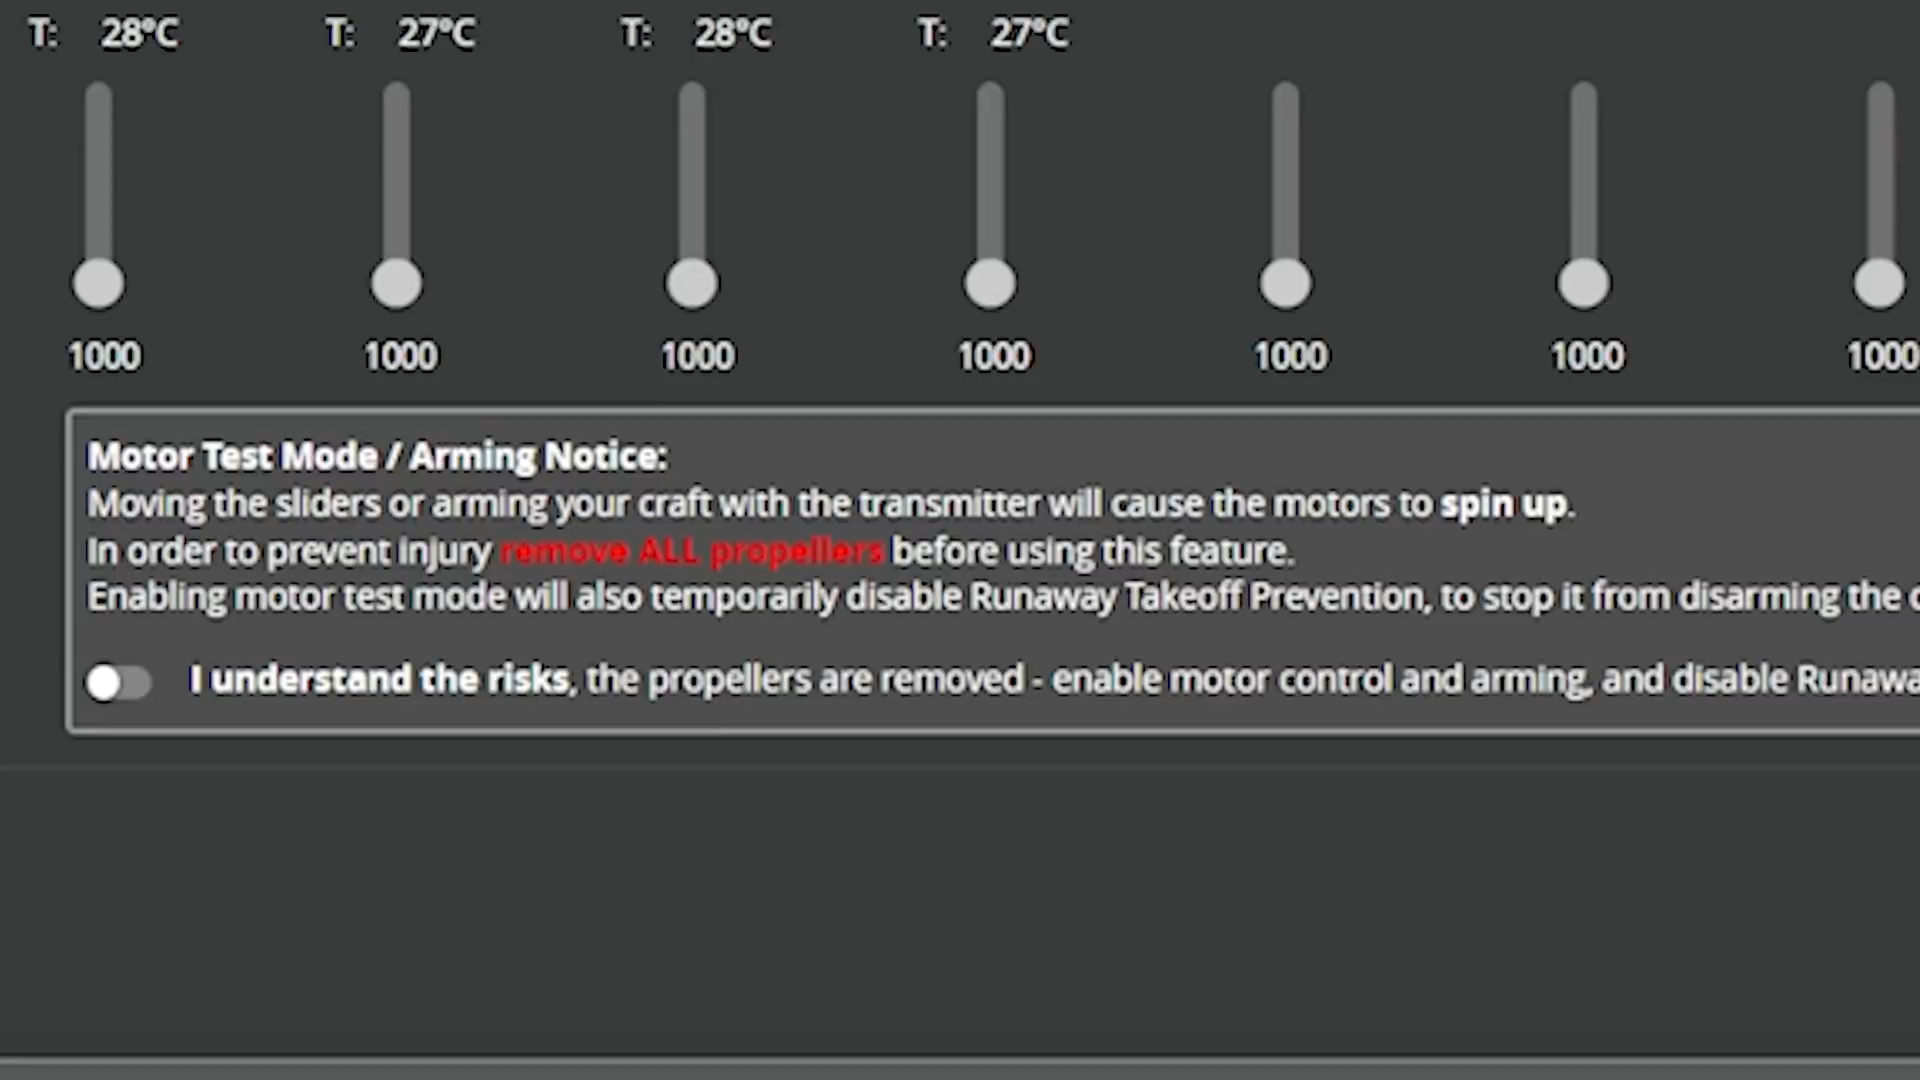 T: 28°C T: 27°C T: 28°C T: 27°C
1000 1000 1000 1000 1000 1000 1000
Motor Test Mode / Arming Notice:
Moving the sliders or arming your craft with the transmitter will cause the motors to spin up.
In order to prevent injury remove ALL propellers before using this feature.
Enabling motor test mode will also temporarily disable Runaway Takeoff Prevention, to stop it from disarming the
I understand the risks, the propellers are removed - enable motor control and arming, and disable